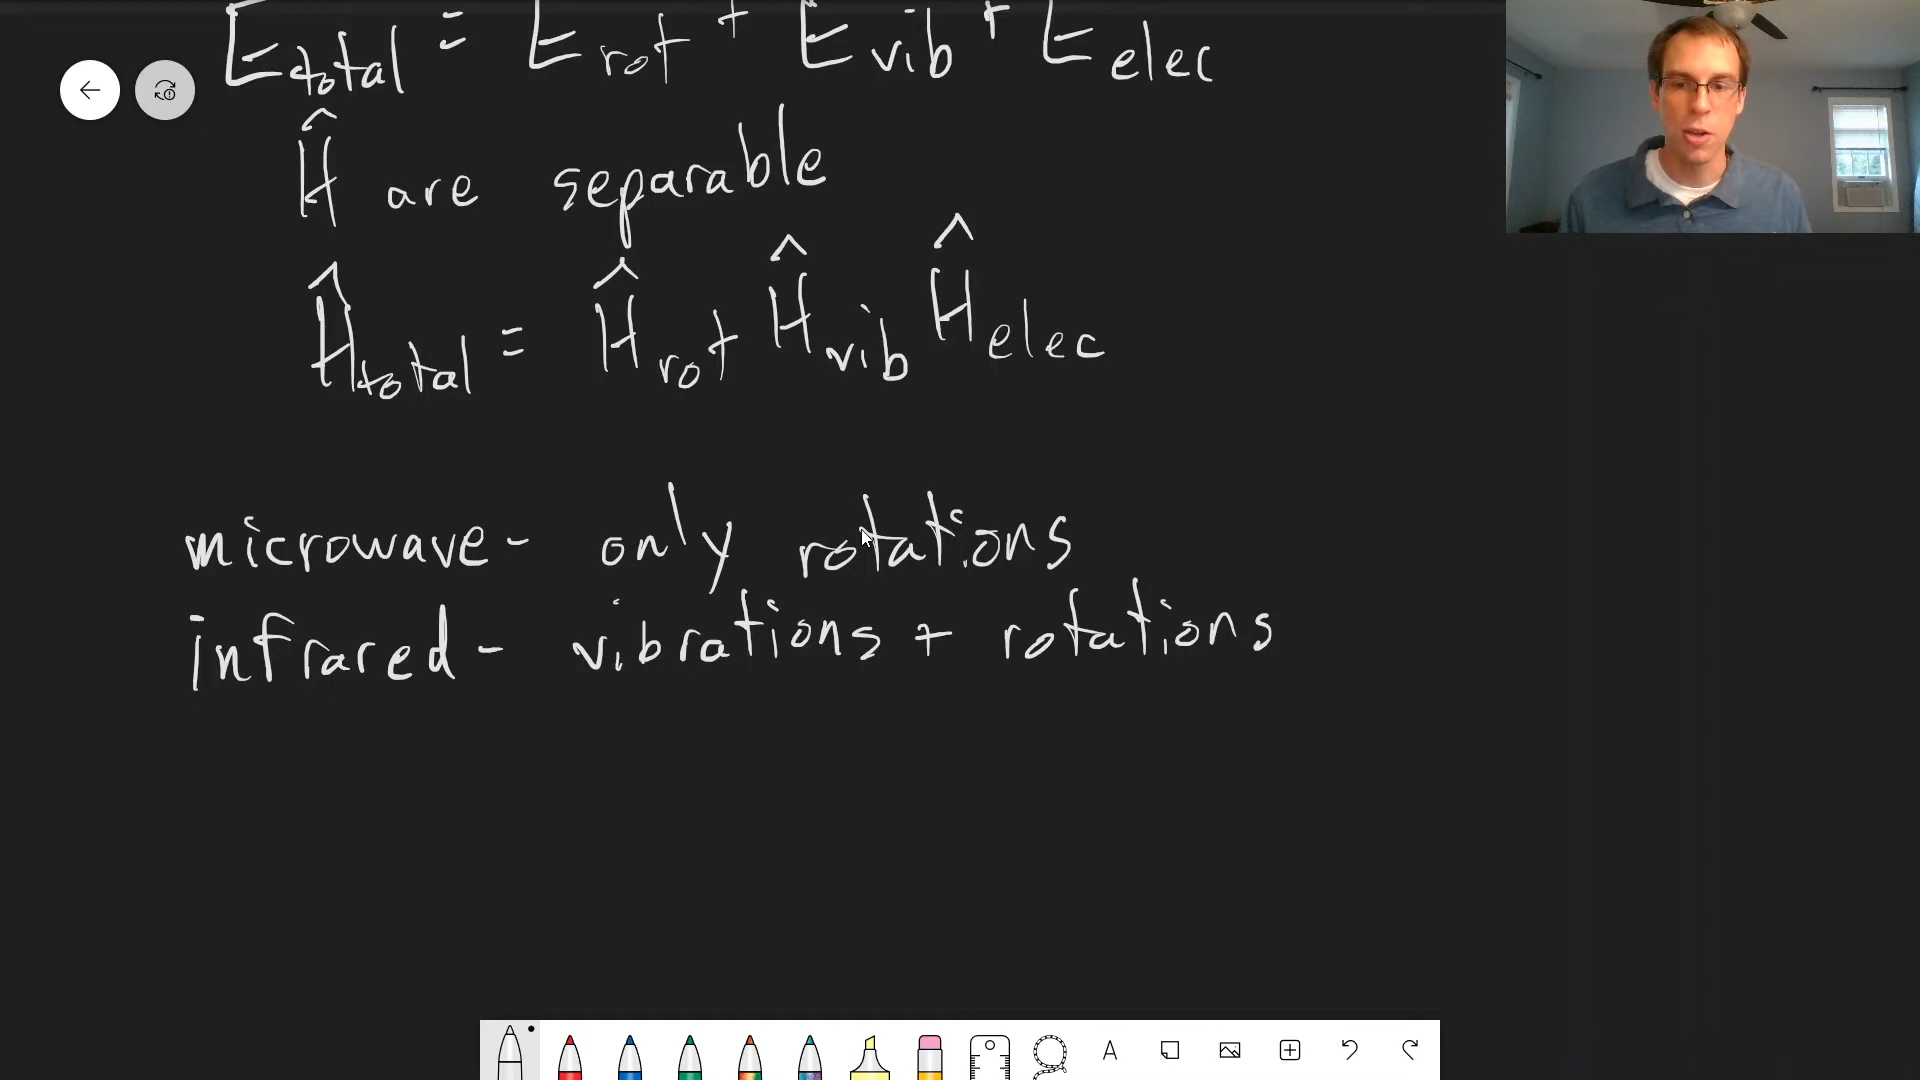 E_total = E_rot + E_vib + E_elec
Ĥ are separable
Ĥ_total = Ĥ_rot Ĥ_vib Ĥ_elec
microwave - only rotations
infrared - vibrations + rotations
A